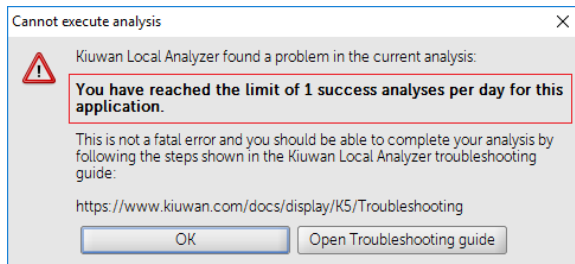 Cannot execute analysis
Kiuwan Local Analyzer found a problem in the current analysis:
You have reached the limit of 1 success analyses per day for this
application.
This is not a fatal error and you should be able to complete your analysis by
following the steps shown in the Kiuwan Local Analyzer troubleshooting
guide:
https://www.kiuwan.com/docs/display/K5/Troubleshooting
OK
Open Troubleshooting guide